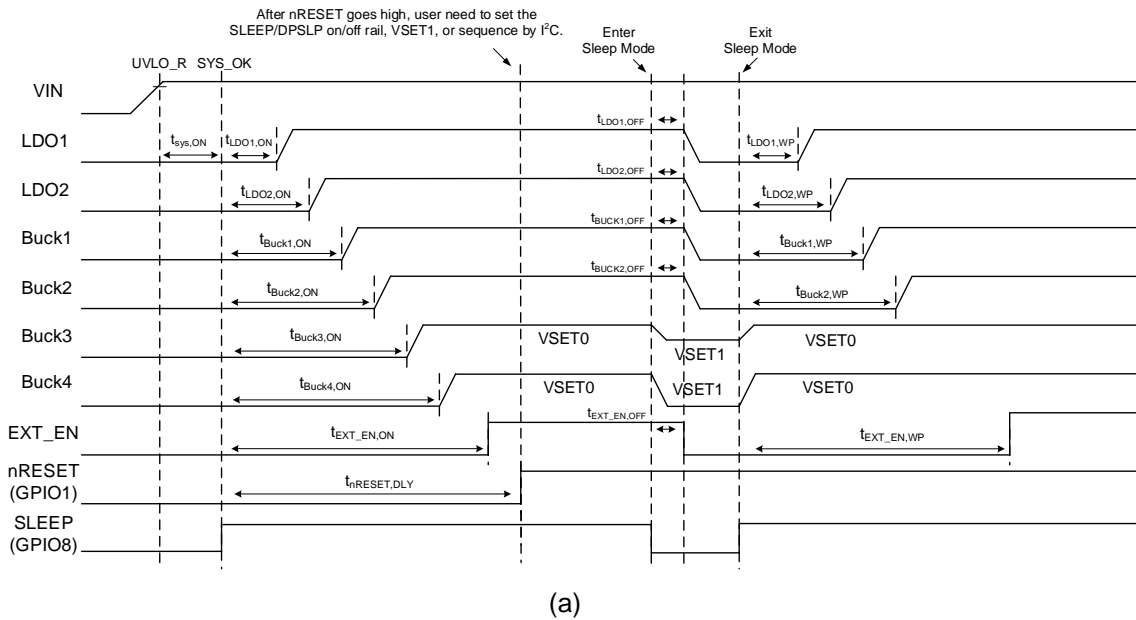 After nRESET goes high, user need to set the
SLEEP/DPSLP on/off rail, VSET1, or sequence by I²C.
Enter
Sleep Mode
Exit
Sleep Mode
UVLO_R SYS_OK
VIN
LDO1
tsys,ON
tLDO1,ON
tLDO1,OFF
tLDO1,WP
LDO2
tLDO2,ON
tLDO2,OFF
tLDO2,WP
Buck1
tBuck1,ON
tBUCK1,OFF
tBuck1,WP
Buck2
tBuck2,ON
tBUCK2,OFF
tBuck2,WP
Buck3
tBuck3,ON
VSET0
VSET1
VSET0
Buck4
tBuck4,ON
VSET0
VSET1
VSET0
EXT_EN
tEXT_EN,ON
tEXT_EN,OFF
tEXT_EN,WP
nRESET
(GPIO1)
tnRESET,DLY
SLEEP
(GPIO8)
(a)